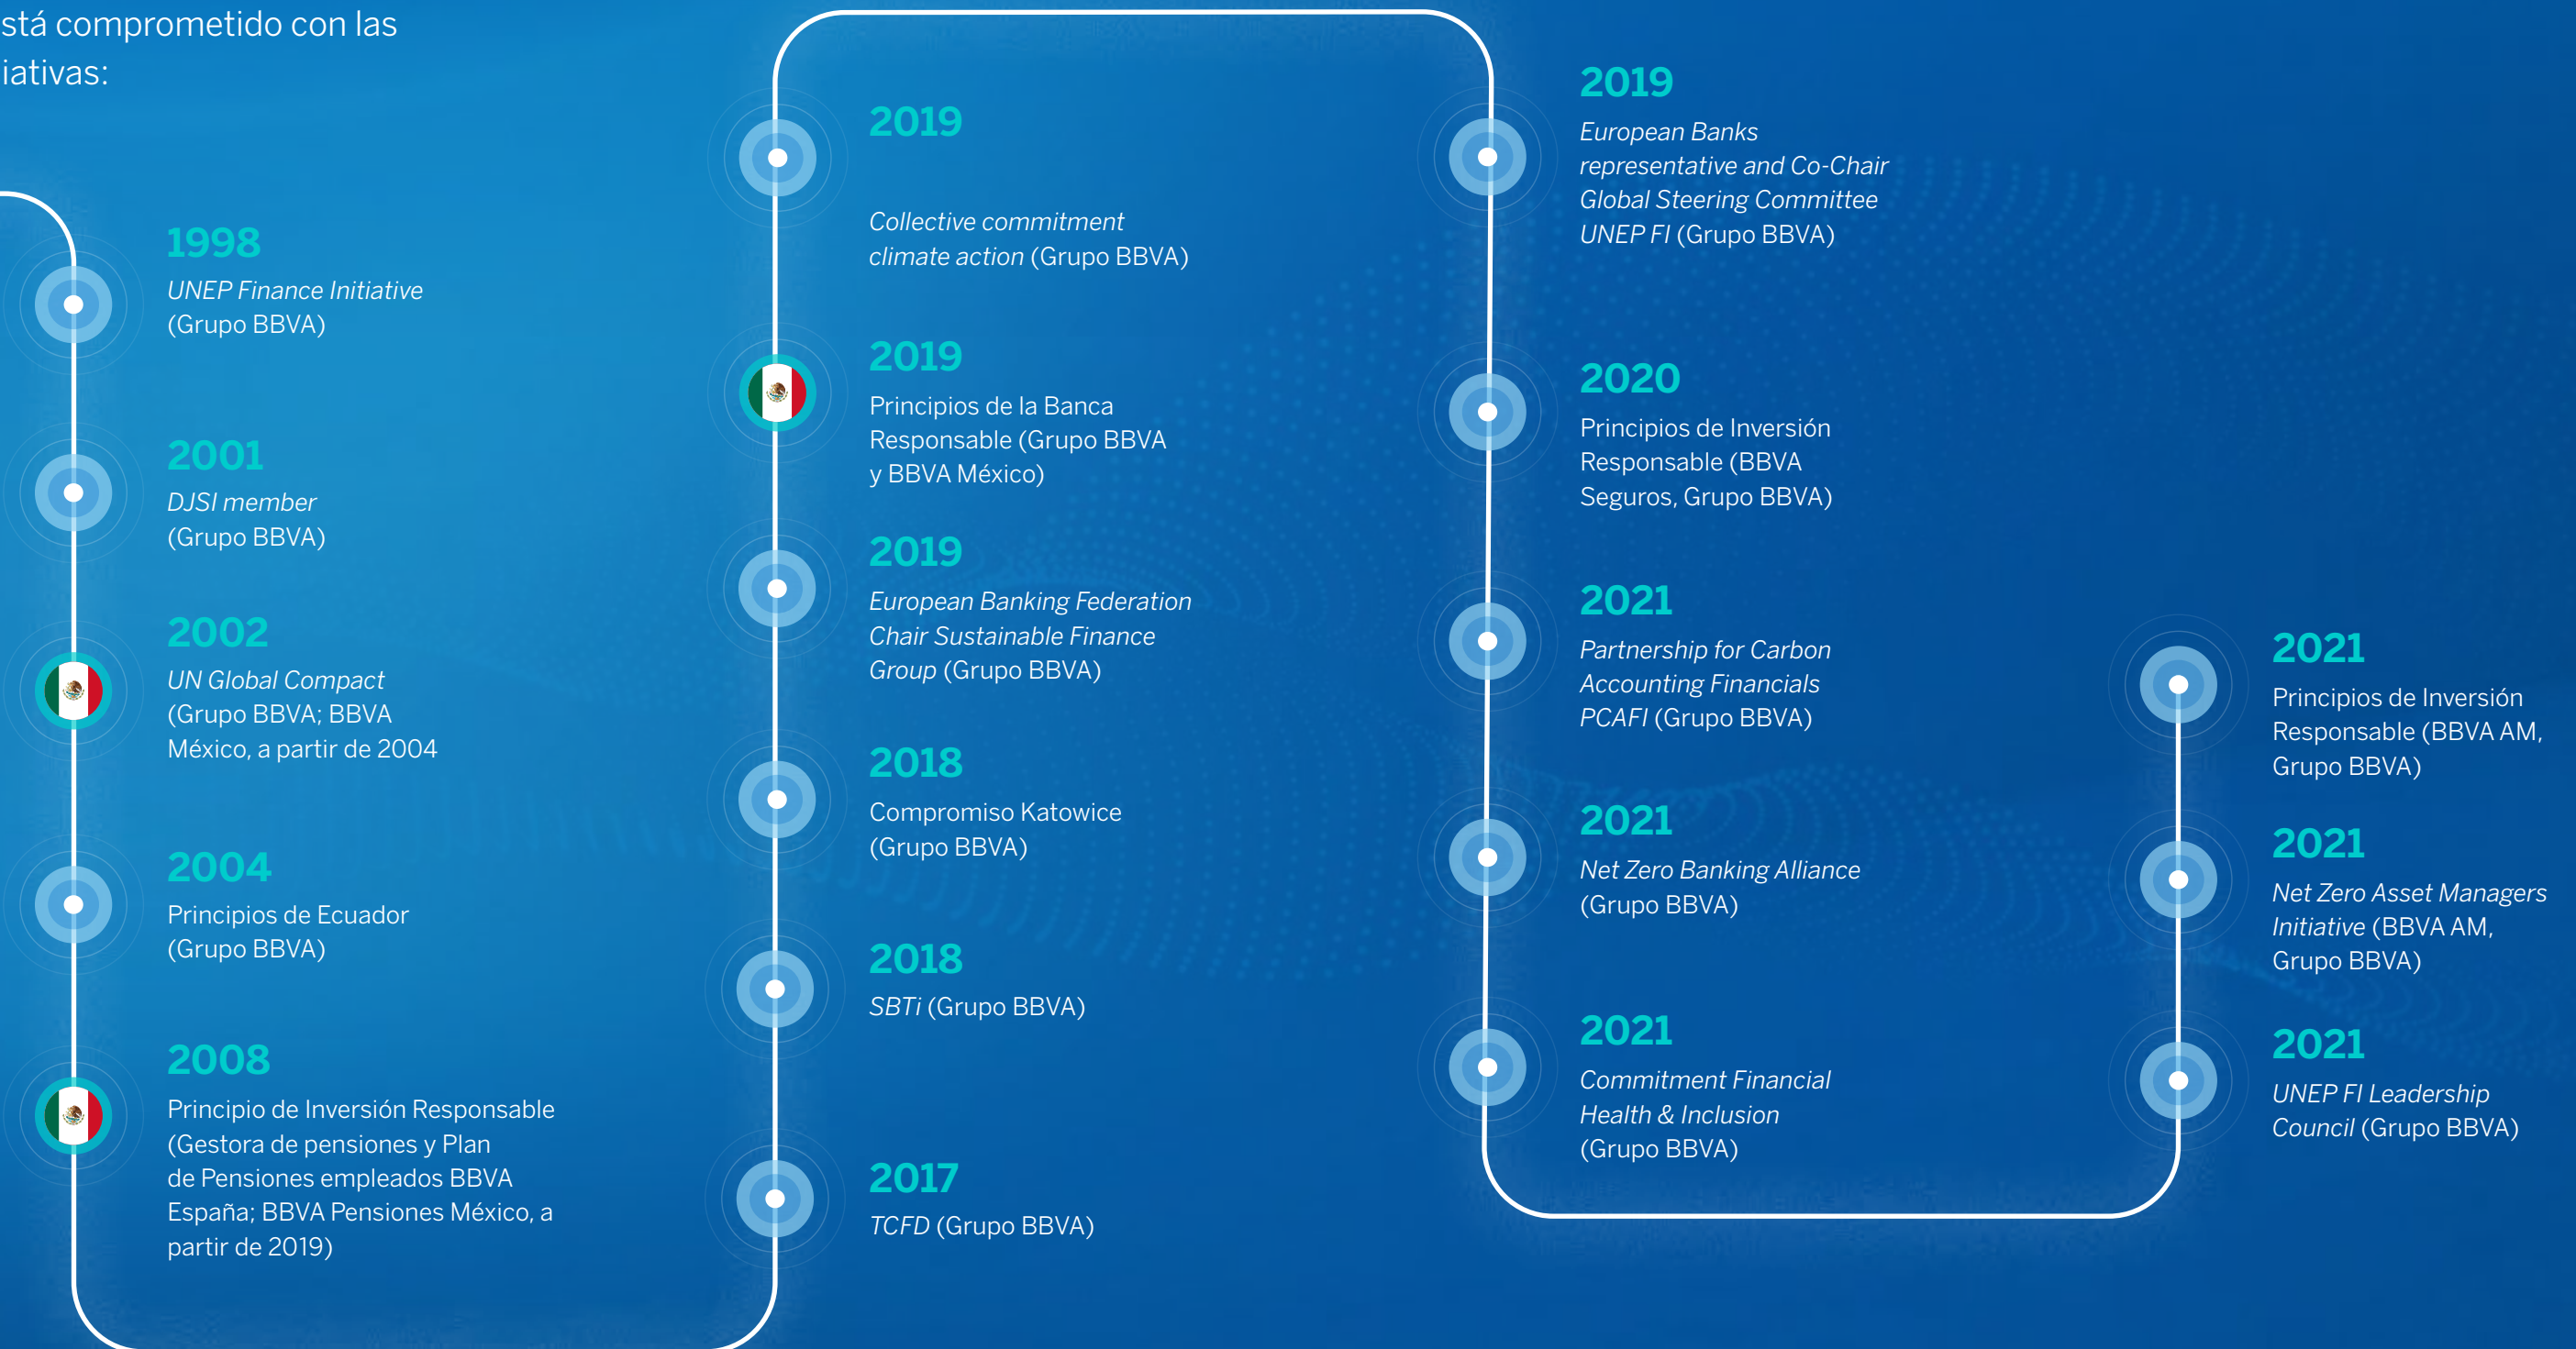 stá comprometido con las
iativas:
1998
UNEP Finance Initiative
(Grupo BBVA)
2001
DJSI member
(Grupo BBVA)
2002
UN Global Compact
(Grupo BBVA; BBVA
México, a partir de 2004
2004
Principios de Ecuador
(Grupo BBVA)
2008
Principio de Inversión Responsable
(Gestora de pensiones y Plan
de Pensiones empleados BBVA
España; BBVA Pensiones México, a
partir de 2019)
2019
Collective commitment
climate action (Grupo BBVA)
2019
Principios de la Banca
Responsable (Grupo BBVA
y BBVA México)
2019
European Banking Federation
Chair Sustainable Finance
Group (Grupo BBVA)
2018
Compromiso Katowice
(Grupo BBVA)
2018
SBTi (Grupo BBVA)
2017
TCFD (Grupo BBVA)
2019
European Banks
representative and Co-Chair
Global Steering Committee
UNEP FI (Grupo BBVA)
2020
Principios de Inversión
Responsable (BBVA
Seguros, Grupo BBVA)
2021
Partnership for Carbon
Accounting Financials
PCAFI (Grupo BBVA)
2021
Net Zero Banking Alliance
(Grupo BBVA)
2021
Commitment Financial
Health & Inclusion
(Grupo BBVA)
2021
Principios de Inversión
Responsable (BBVA AM,
Grupo BBVA)
2021
Net Zero Asset Managers
Initiative (BBVA AM,
Grupo BBVA)
2021
UNEP FI Leadership
Council (Grupo BBVA)